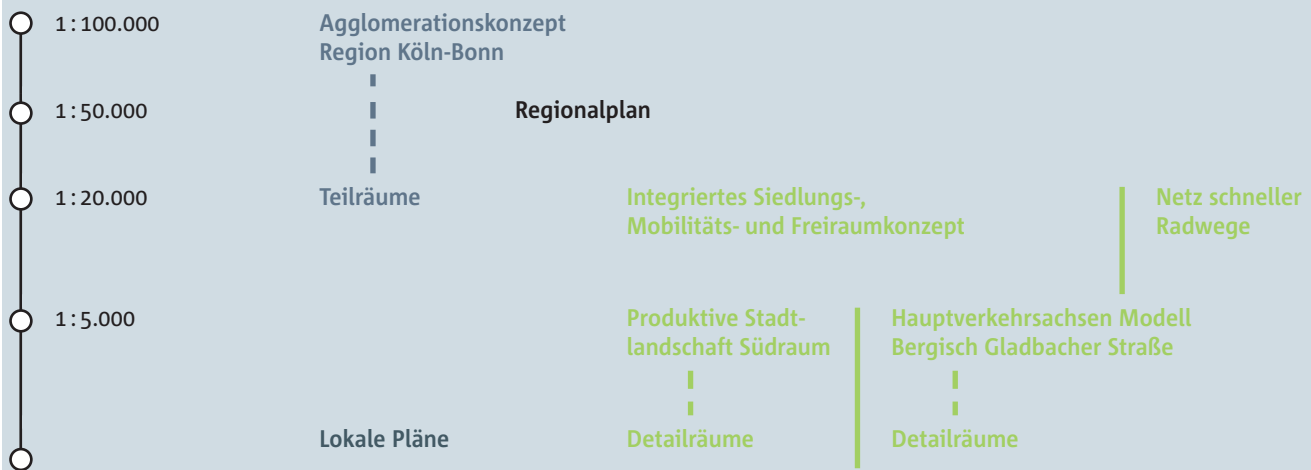 1:100.000
Agglomerationskonzept
Region Köln-Bonn
1:50.000
Regionalplan
1:20.000
Teilräume
Integriertes Siedlungs-,
Mobilitäts- und Freiraumkonzept
Netz schneller
Radwege
1:5.000
Produktive Stadt-
landschaft Südraum
Hauptverkehrsachsen Modell
Bergisch Gladbacher Straße
Lokale Pläne
Detailräume
Detailräume